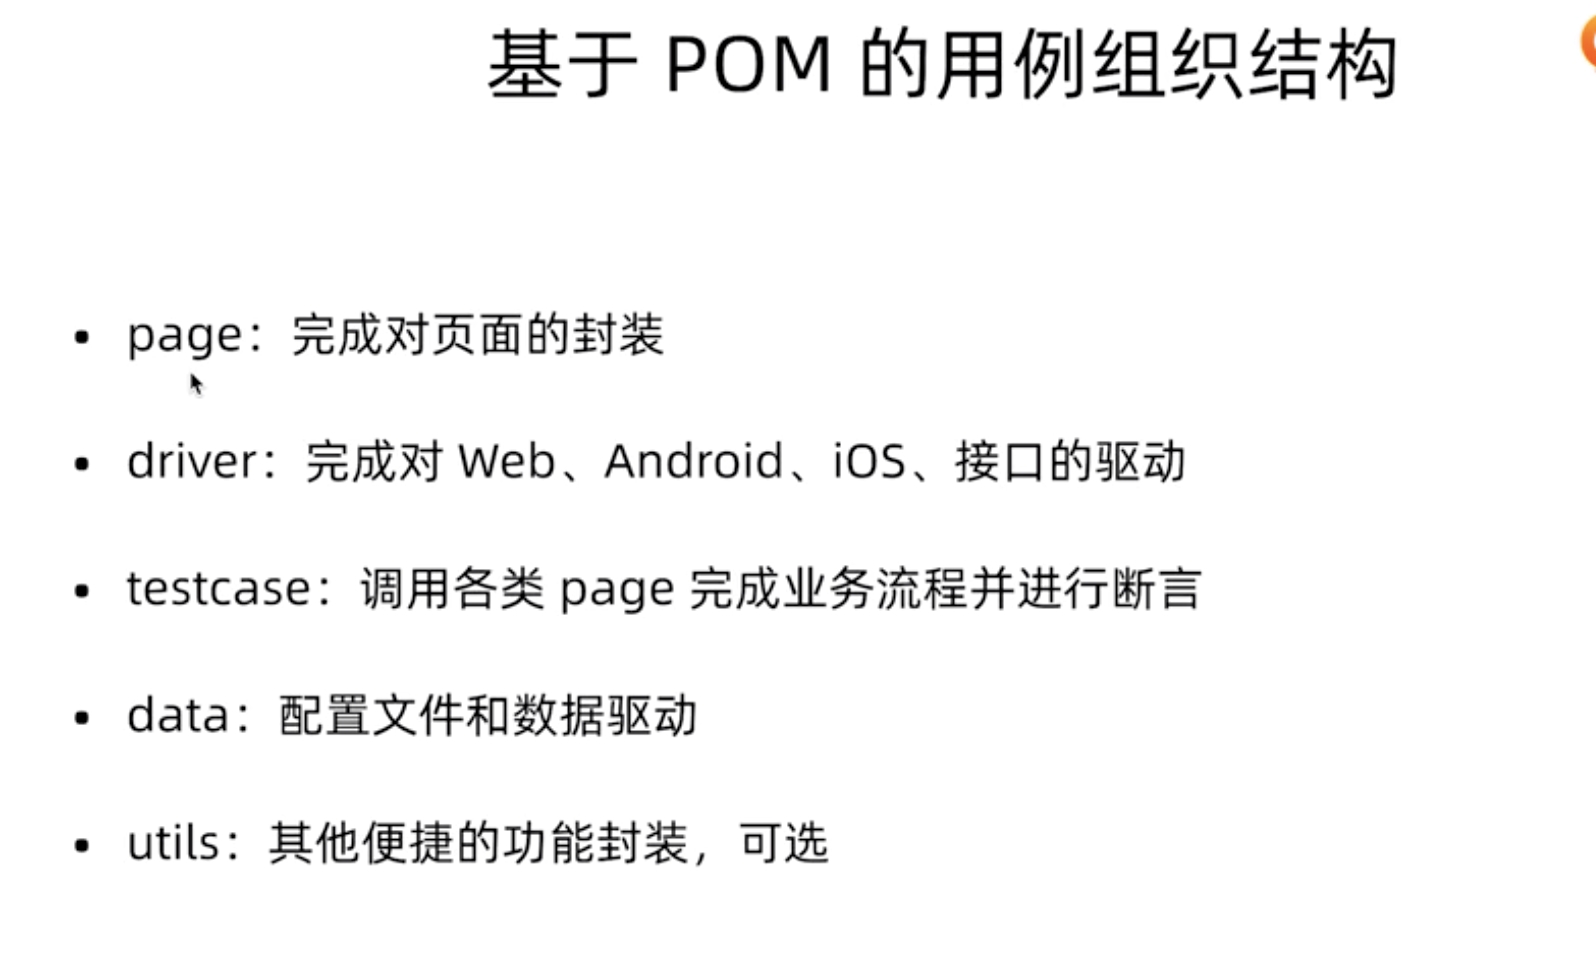 基于 POM 的用例组织结构
• page：完成对页面的封装
• driver：完成对 Web、Android、iOS、接口的驱动
• testcase：调用各类 page 完成业务流程并进行断言
• data：配置文件和数据驱动
• utils：其他便捷的功能封装，可选